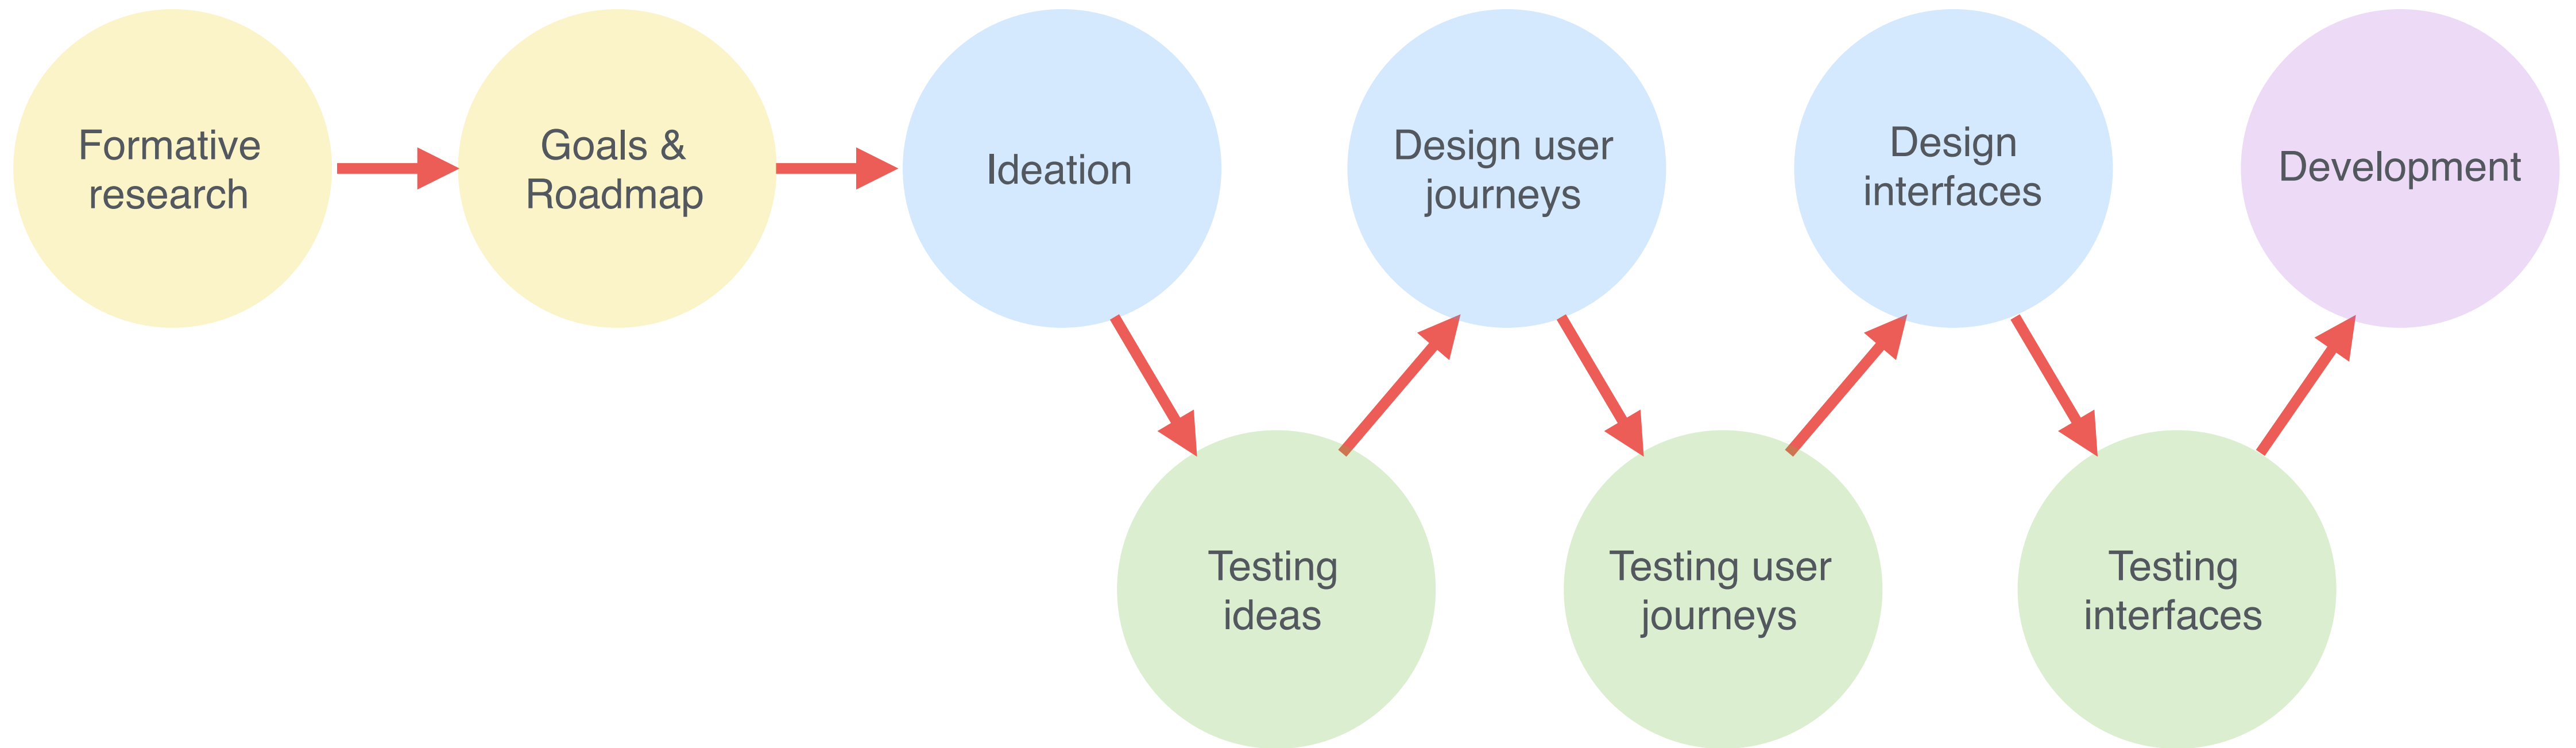 Formative
research
Goals &
Roadmap
Ideation
Design user
journeys
Design
interfaces
Development
Testing
ideas
Testing user
journeys
Testing
interfaces